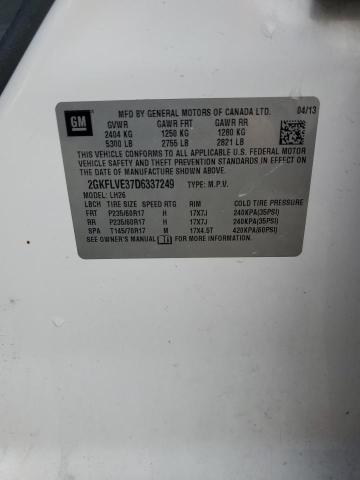 MFD BY GENERAL MOTORS OF CANADA LTD. 04/13
GM
GVWR GAWR FRT GAWR RR
2404 KG 1250 KG 1280 KG
5300 LB 2755 LB 2821 LB
THIS VEHICLE CONFORMS TO ALL APPLICABLE U.S. FEDERAL MOTOR
VEHICLE SAFETY AND THEFT PREVENTION STANDARDS IN EFFECT ON
THE DATE OF MANUFACTURE SHOWN ABOVE.
2GKFLVE37D6337249 TYPE: M.P.V.
MODEL: LH26
LBCH TIRE SIZE SPEED RTG RIM COLD TIRE PRESSURE
FRT P235/60R17 H 17X7J 240KPA(35PSI)
RR P235/60R17 H 17X7J 240KPA(35PSI)
SPA T145/70R17 M 17X4.5T 420KPA(60PSI)
SEE OWNER'S MANUAL FOR MORE INFORMATION.